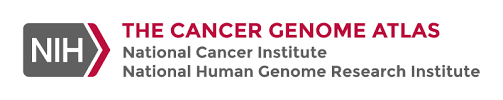 NIH
THE CANCER GENOME ATLAS
National Cancer Institute
National Human Genome Research Institute